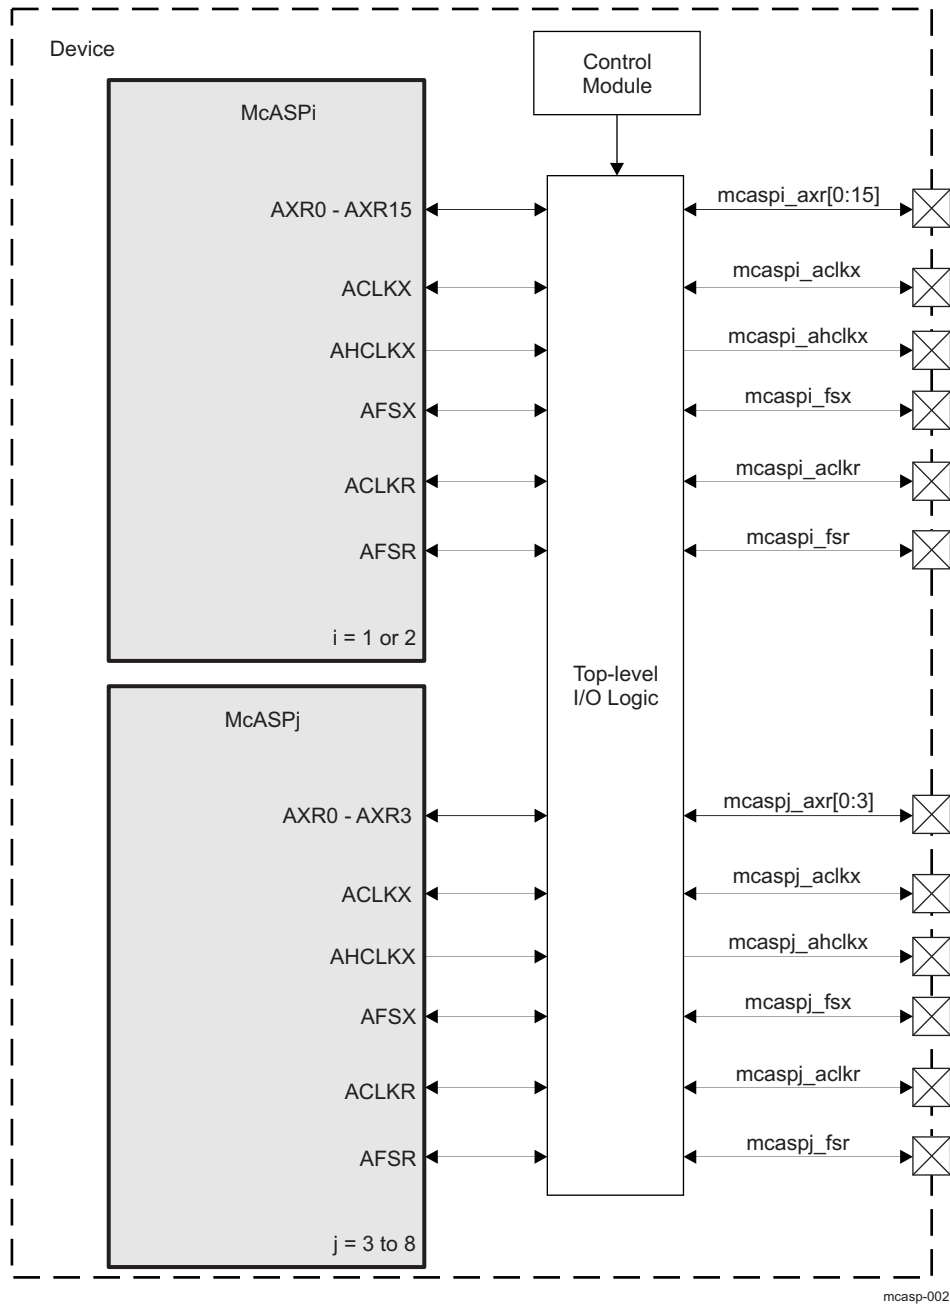 Device
Control
Module
McASPi
AXR0 - AXR15
mcaspi_axr[0:15]
ACLKX
mcaspi_aclkx
AHCLKX
mcaspi_ahclkx
AFSX
mcaspi_fsx
ACLKR
mcaspi_aclkr
AFSR
mcaspi_fsr
i = 1 or 2
Top-level
I/O Logic
McASPj
AXR0 - AXR3
mcaspj_axr[0:3]
ACLKX
mcaspj_aclkx
AHCLKX
mcaspj_ahclkx
AFSX
mcaspj_fsx
ACLKR
mcaspj_aclkr
AFSR
mcaspj_fsr
j = 3 to 8
mcasp-002